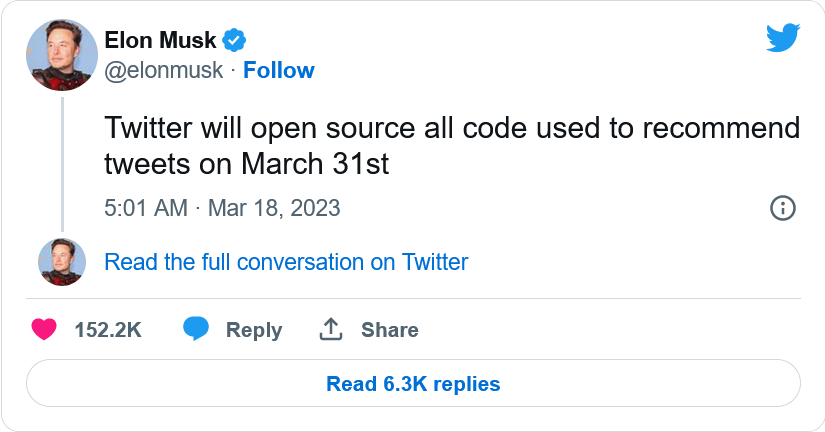 Elon Musk
@elonmusk · Follow
Twitter will open source all code used to recommend
tweets on March 31st
5:01 AM · Mar 18, 2023
Read the full conversation on Twitter
152.2K Reply Share
Read 6.3K replies